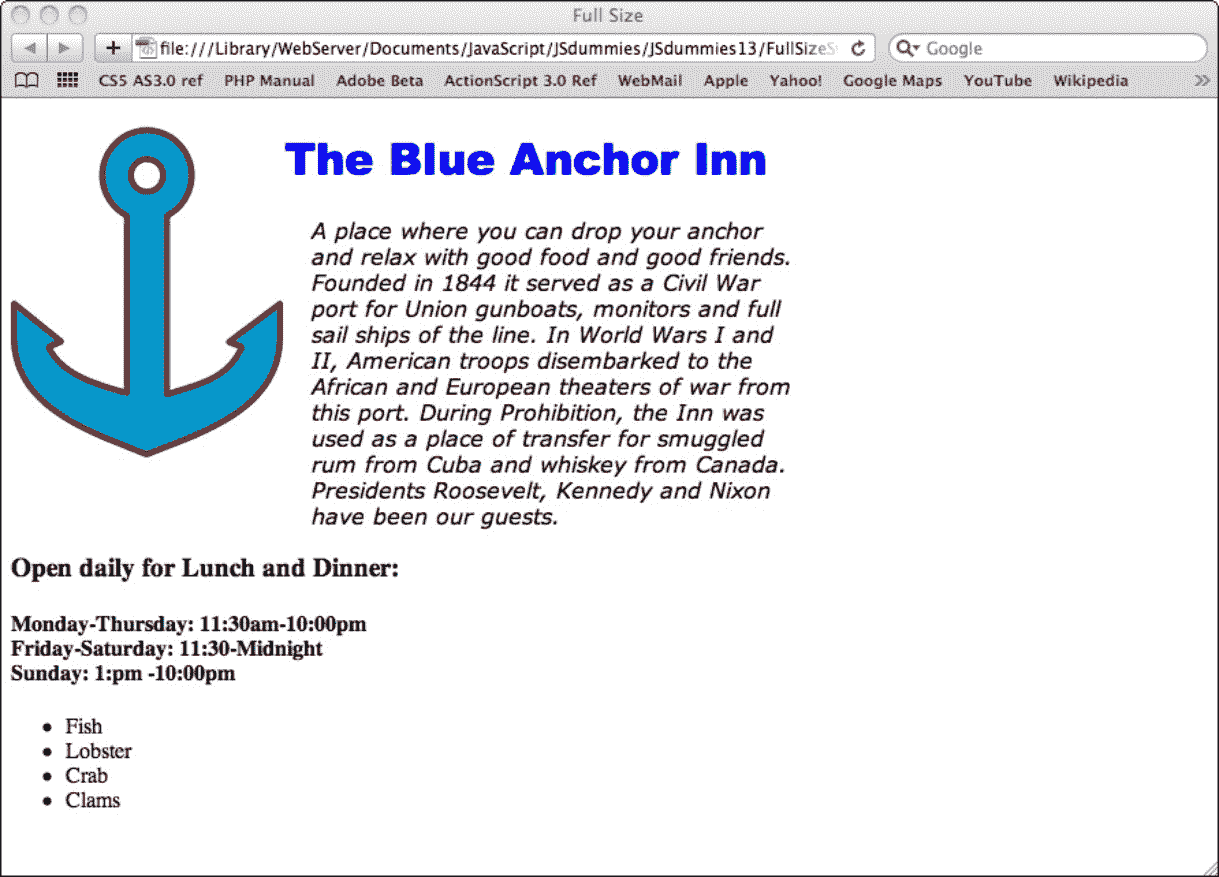 Full Size
file:///Library/WebServer/Documents/JavaScript/JSdummies/JSdummies13/FullSizeS
Google
CS5 AS3.0 ref PHP Manual Adobe Beta ActionScript 3.0 Ref WebMail Apple Yahoo! Google Maps YouTube Wikipedia
The Blue Anchor Inn
A place where you can drop your anchor
and relax with good food and good friends.
Founded in 1844 it served as a Civil War
port for Union gunboats, monitors and full
sail ships of the line. In World Wars I and
II, American troops disembarked to the
African and European theaters of war from
this port. During Prohibition, the Inn was
used as a place of transfer for smuggled
rum from Cuba and whiskey from Canada.
Presidents Roosevelt, Kennedy and Nixon
have been our guests.
Open daily for Lunch and Dinner:
Monday-Thursday: 11:30am-10:00pm
Friday-Saturday: 11:30-Midnight
Sunday: 1:pm -10:00pm
• Fish
• Lobster
• Crab
• Clams